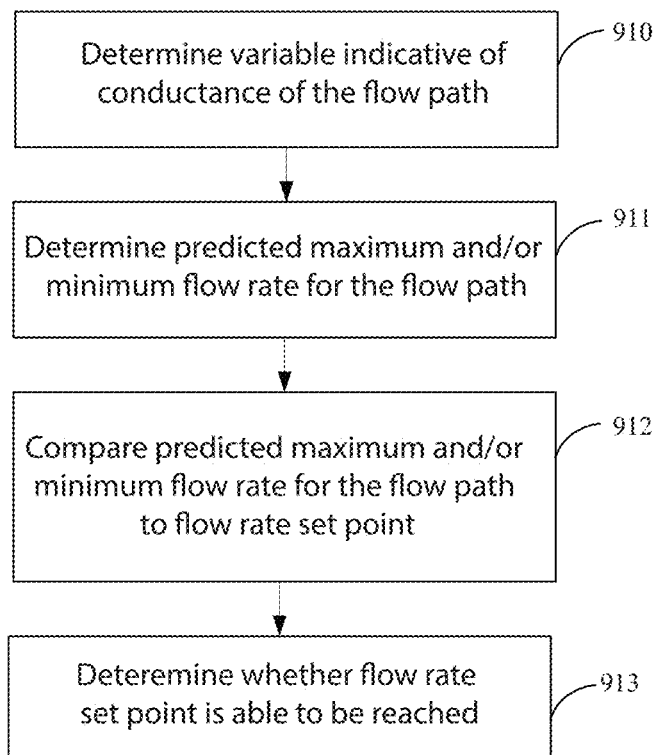 Determine variable indicative of
conductance of the flow path
910
Determine predicted maximum and/or
minimum flow rate for the flow path
911
Compare predicted maximum and/or
minimum flow rate for the flow path
to flow rate set point
912
Deteremine whether flow rate
set point is able to be reached
913